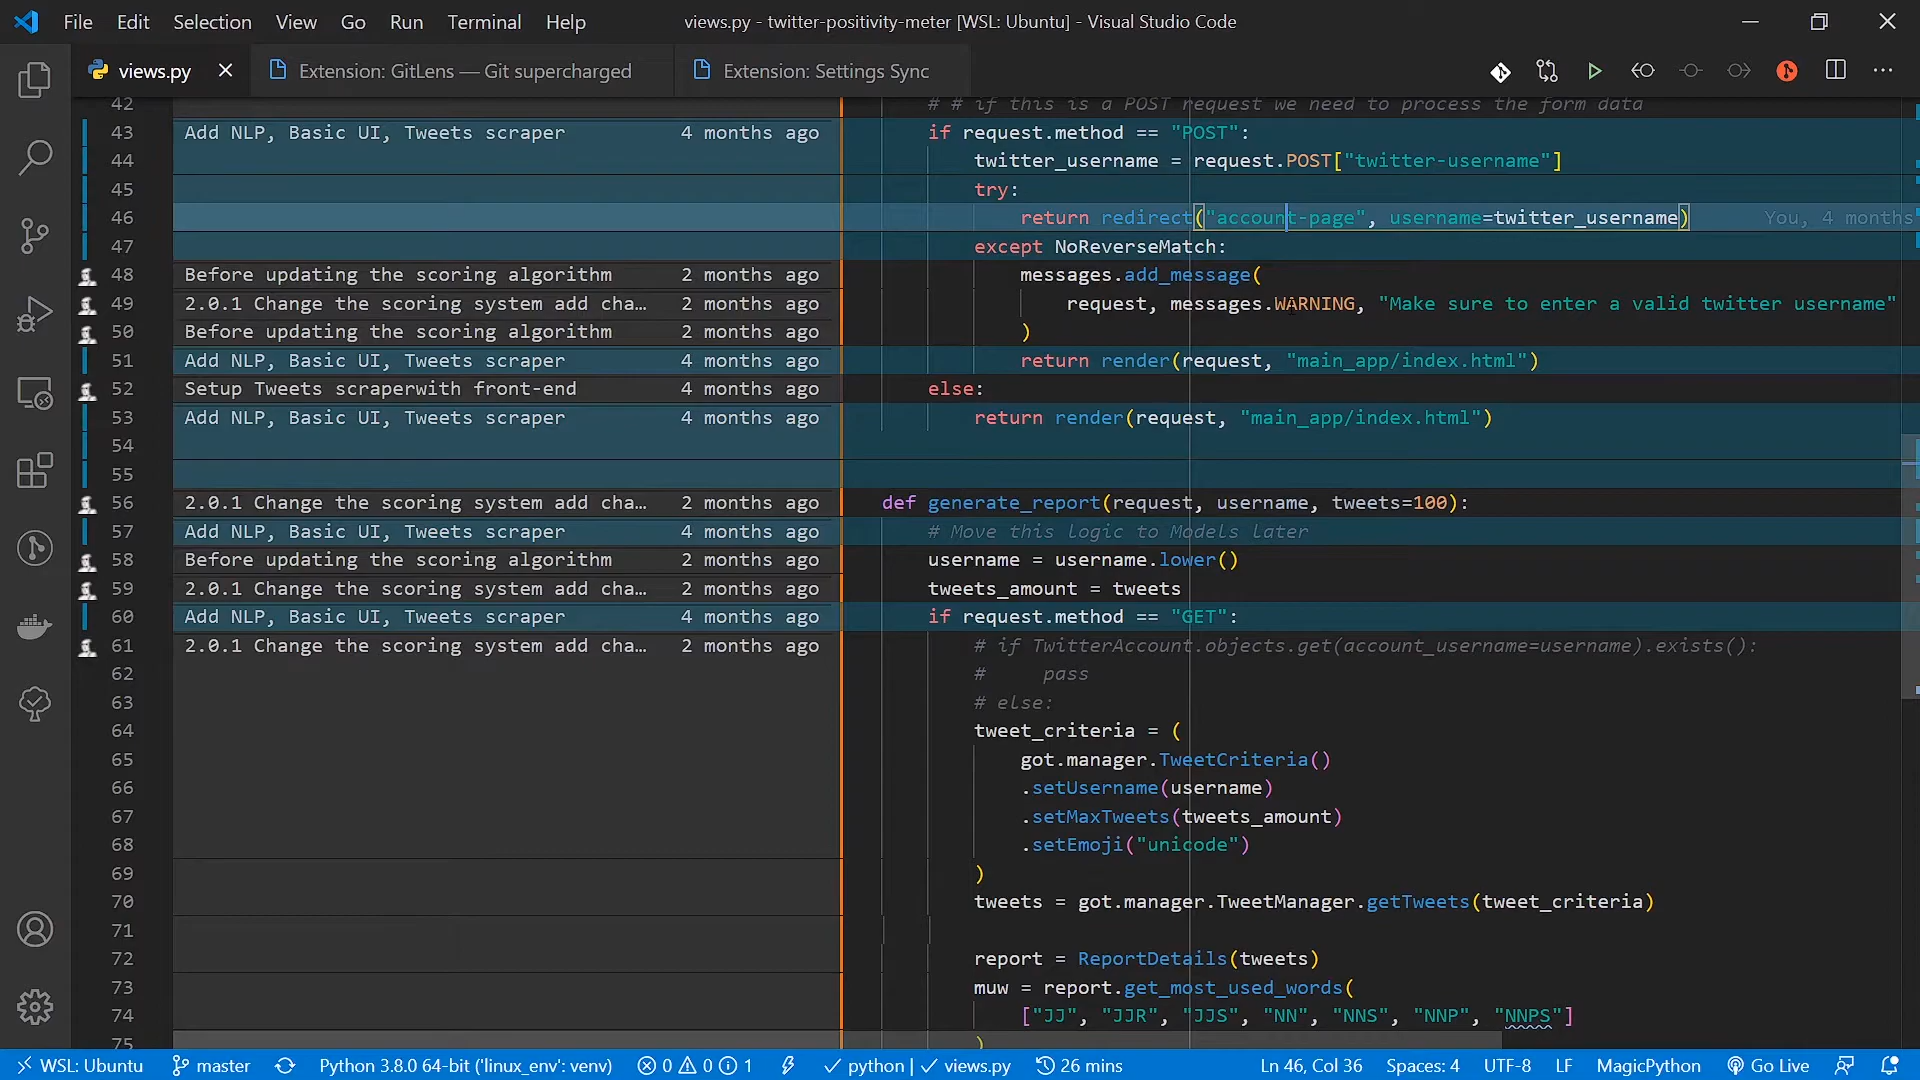 File Edit Selection View Go Run Terminal Help views.py - twitter-positivity-meter [WSL: Ubuntu] - Visual Studio Code
views.py Extension: GitLens — Git supercharged Extension: Settings Sync
42 # # if this is a POST request we need to process the form data
43 Add NLP, Basic UI, Tweets scraper 4 months ago if request.method == "POST":
44 twitter_username = request.POST["twitter-username"]
45 try:
46 return redirect("account-page", username=twitter_username) You, 4 months
47 except NoReverseMatch:
48 Before updating the scoring algorithm 2 months ago messages.add_message(
49 2.0.1 Change the scoring system add cha… 2 months ago request, messages.WARNING, "Make sure to enter a valid twitter username"
50 Before updating the scoring algorithm 2 months ago )
51 Add NLP, Basic UI, Tweets scraper 4 months ago return render(request, "main_app/index.html")
52 Setup Tweets scraperwith front-end 4 months ago else:
53 Add NLP, Basic UI, Tweets scraper 4 months ago return render(request, "main_app/index.html")
54
55
56 2.0.1 Change the scoring system add cha… 2 months ago def generate_report(request, username, tweets=100):
57 Add NLP, Basic UI, Tweets scraper 4 months ago # Move this logic to Models later
58 Before updating the scoring algorithm 2 months ago username = username.lower()
59 2.0.1 Change the scoring system add cha… 2 months ago tweets_amount = tweets
60 Add NLP, Basic UI, Tweets scraper 4 months ago if request.method == "GET":
61 2.0.1 Change the scoring system add cha… 2 months ago # if TwitterAccount.objects.get(account_username=username).exists():
62 # pass
63 # else:
64 tweet_criteria = (
65 got.manager.TweetCriteria()
66 .setUsername(username)
67 .setMaxTweets(tweets_amount)
68 .setEmoji("unicode")
69 )
70 tweets = got.manager.TweetManager.getTweets(tweet_criteria)
71
72 report = ReportDetails(tweets)
73 muw = report.get_most_used_words(
74 ["JJ", "JJR", "JJS", "NN", "NNS", "NNP", "NNPS"]
75 )
WSL: Ubuntu master Python 3.8.0 64-bit ('linux_env': venv) 0 0 1 python | views.py 26 mins Ln 46, Col 36 Spaces: 4 UTF-8 LF MagicPython Go Live